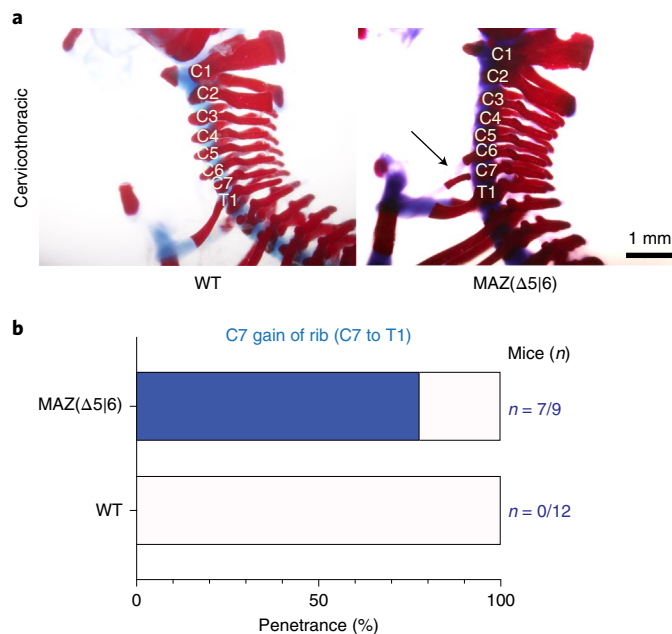 a
Cervicothoracic
C1
C2
C3
C4
C5
C6
C7
T1
C1
C2
C3
C4
C5
C6
C7
T1
1 mm
WT
MAZ(Δ5|6)
b
C7 gain of rib (C7 to T1)
Mice (n)
MAZ(Δ5|6)
n = 7/9
WT
n = 0/12
0
50
100
Penetrance (%)